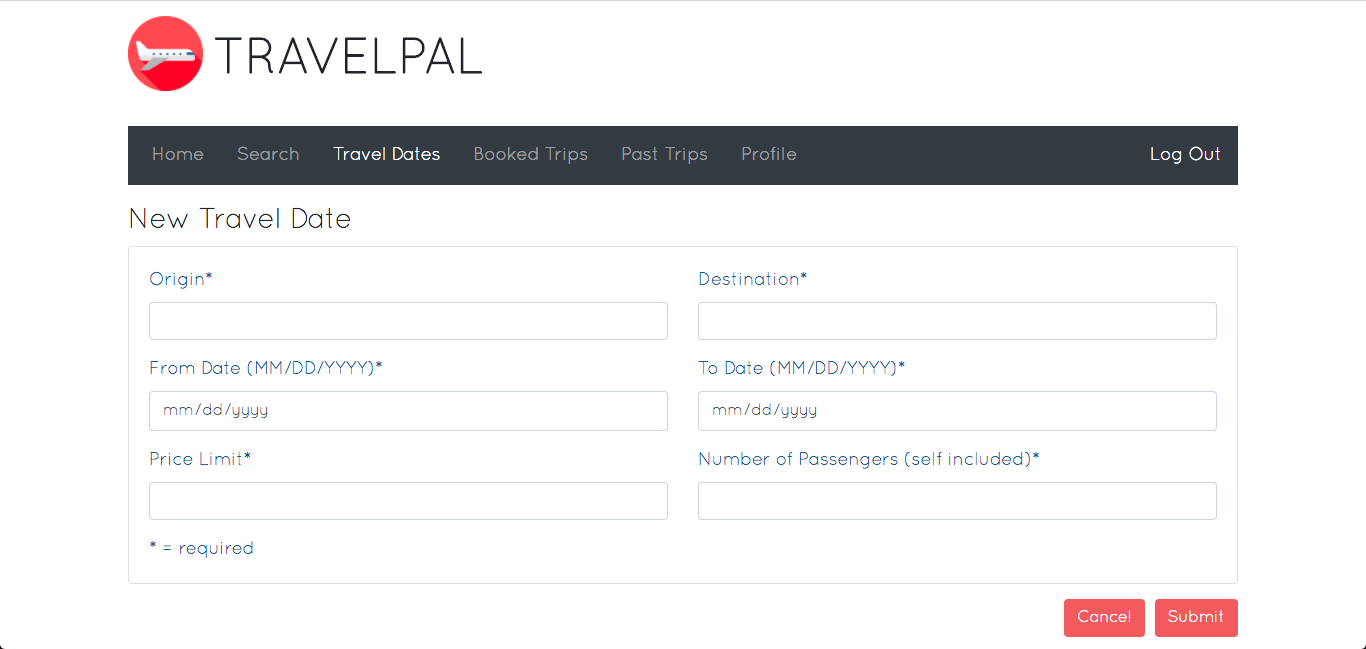 TRAVELPAL
Home Search Travel Dates Booked Trips Past Trips Profile Log Out
New Travel Date
Origin* Destination*
From Date (MM/DD/YYYY)* To Date (MM/DD/YYYY)*
mm/dd/yyyy mm/dd/yyyy
Price Limit* Number of Passengers (self included)*
* = required
Cancel Submit